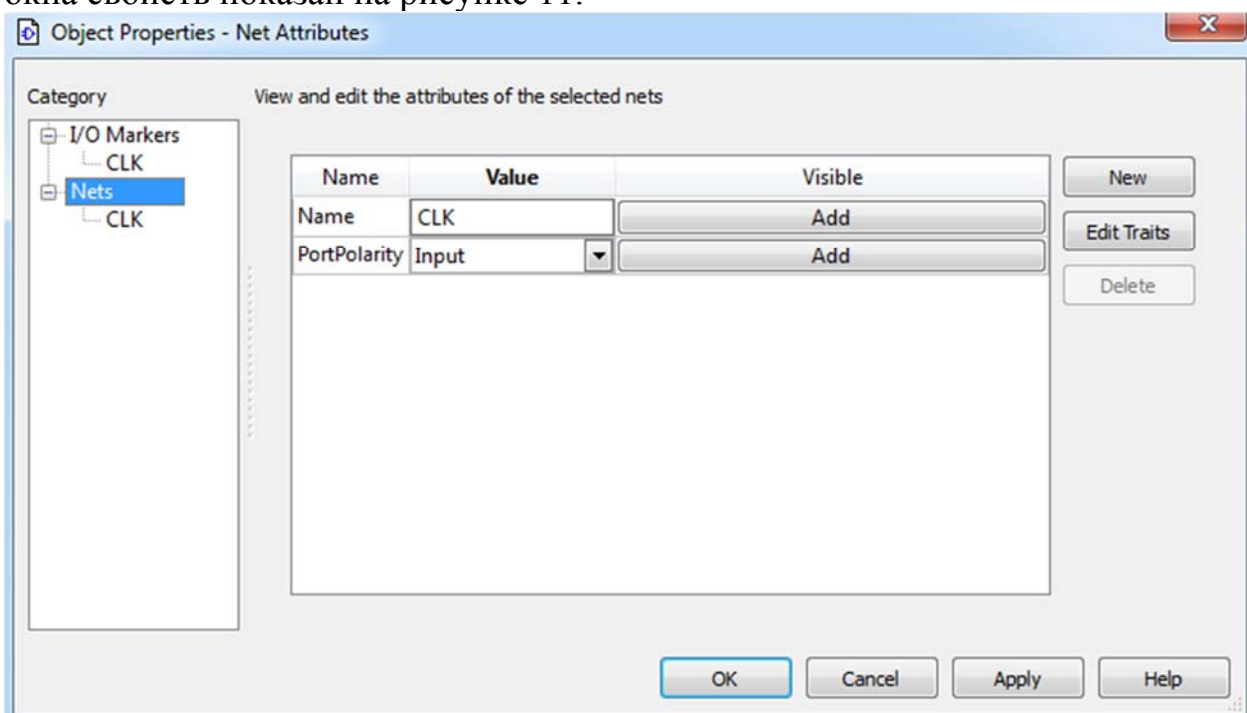 окна свойств показан на рисунке 11.
Object Properties - Net Attributes
Category
View and edit the attributes of the selected nets
I/O Markers
CLK
Nets
CLK
Name Value Visible
Name CLK Add
PortPolarity Input Add
New
Edit Traits
Delete
OK Cancel Apply Help